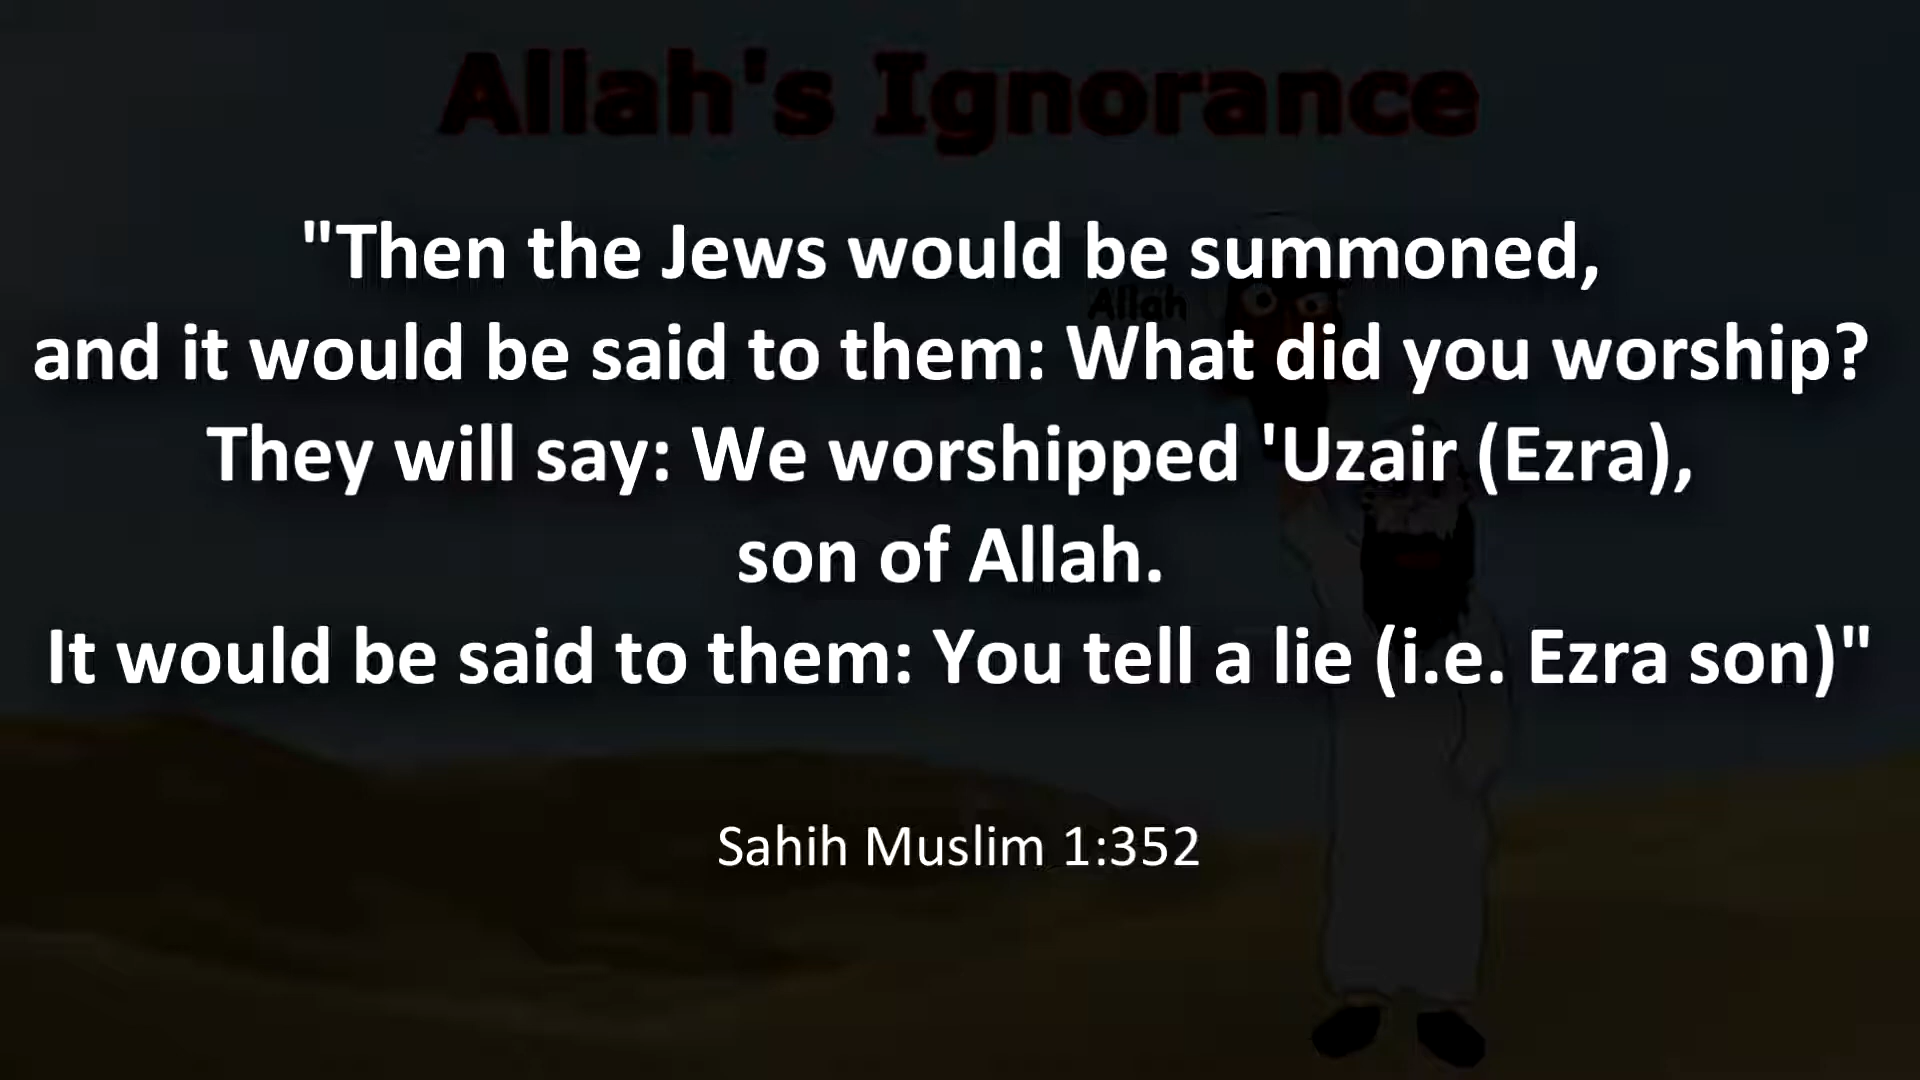 Allah's Ignorance
"Then the Jews would be summoned,
Allah
and it would be said to them: What did you worship?
They will say: We worshipped 'Uzair (Ezra),
son of Allah.
It would be said to them: You tell a lie (i.e. Ezra son)"
Sahih Muslim 1:352